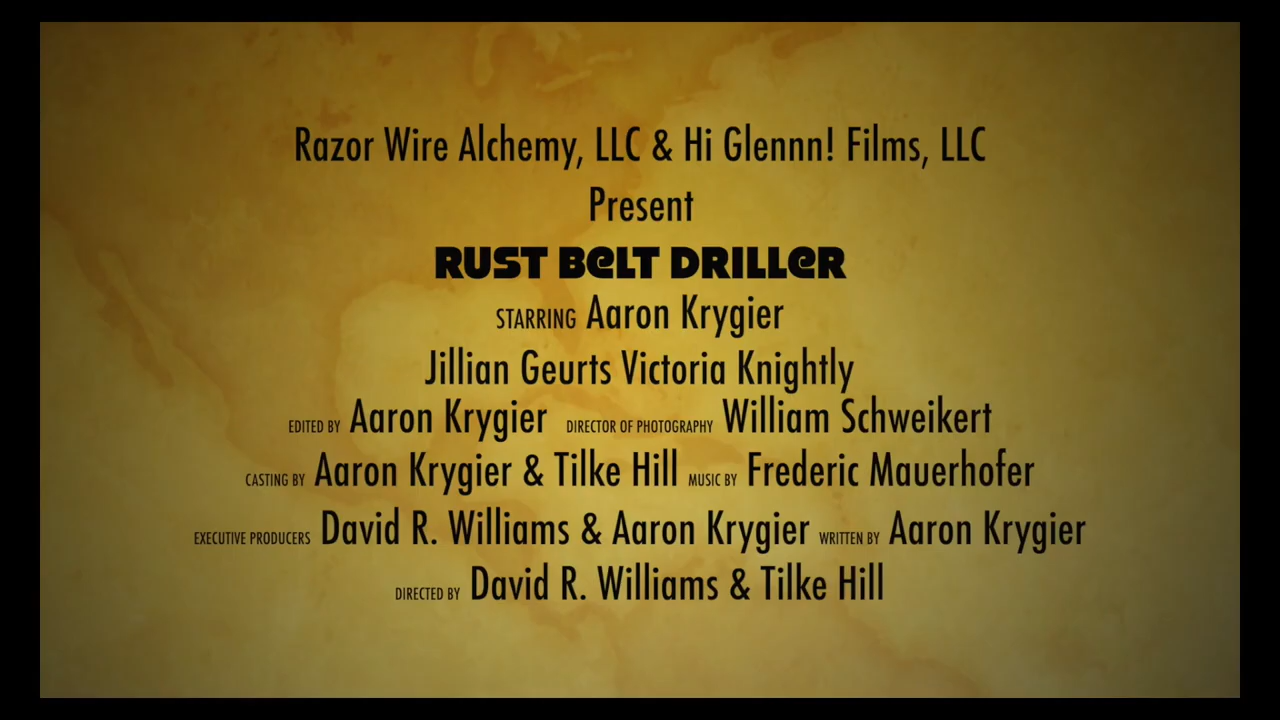 Razor Wire Alchemy, LLC & Hi Glennn! Films, LLC
Present
RUST BELT DRILLER
STARRING Aaron Krygier
Jillian Geurts Victoria Knightly
EDITED BY Aaron Krygier DIRECTOR OF PHOTOGRAPHY William Schweikert
CASTING BY Aaron Krygier & Tilke Hill MUSIC BY Frederic Mauerhofer
EXECUTIVE PRODUCERS David R. Williams & Aaron Krygier WRITTEN BY Aaron Krygier
DIRECTED BY David R. Williams & Tilke Hill